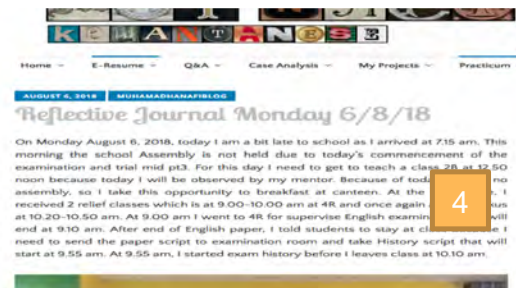 KEWANTANESE
Home E-Resume Q&A Case Analysis My Projects Practicum
AUGUST 6, 2018 MUHAMADHANAFIBLOG
Reflective Journal Monday 6/8/18
On Monday August 6, 2018, today I am a bit late to school as I arrived at 7.15 am. This
morning the school Assembly is not held due to today's commencement of the
examination and trial mid pt3. For this day I need to get to teach a class 2B at 12.50
noon because today I will be observed by my mentor. Because of no
assembly, so I take this opportunity to breakfast at canteen. At the I
received 2 relief classes which is at 9.00-10.00 am at 4R and once again
at 10.20-10.50 am. At 9.00 am I went to 4R for supervise English will
end at 9.10 am. After end of English paper, I told students to stay at I
need to send the paper script to examination room and take History script that will
start at 9.55 am. At 9.55 am, I started exam history before I leaves class at 10.10 am.
4